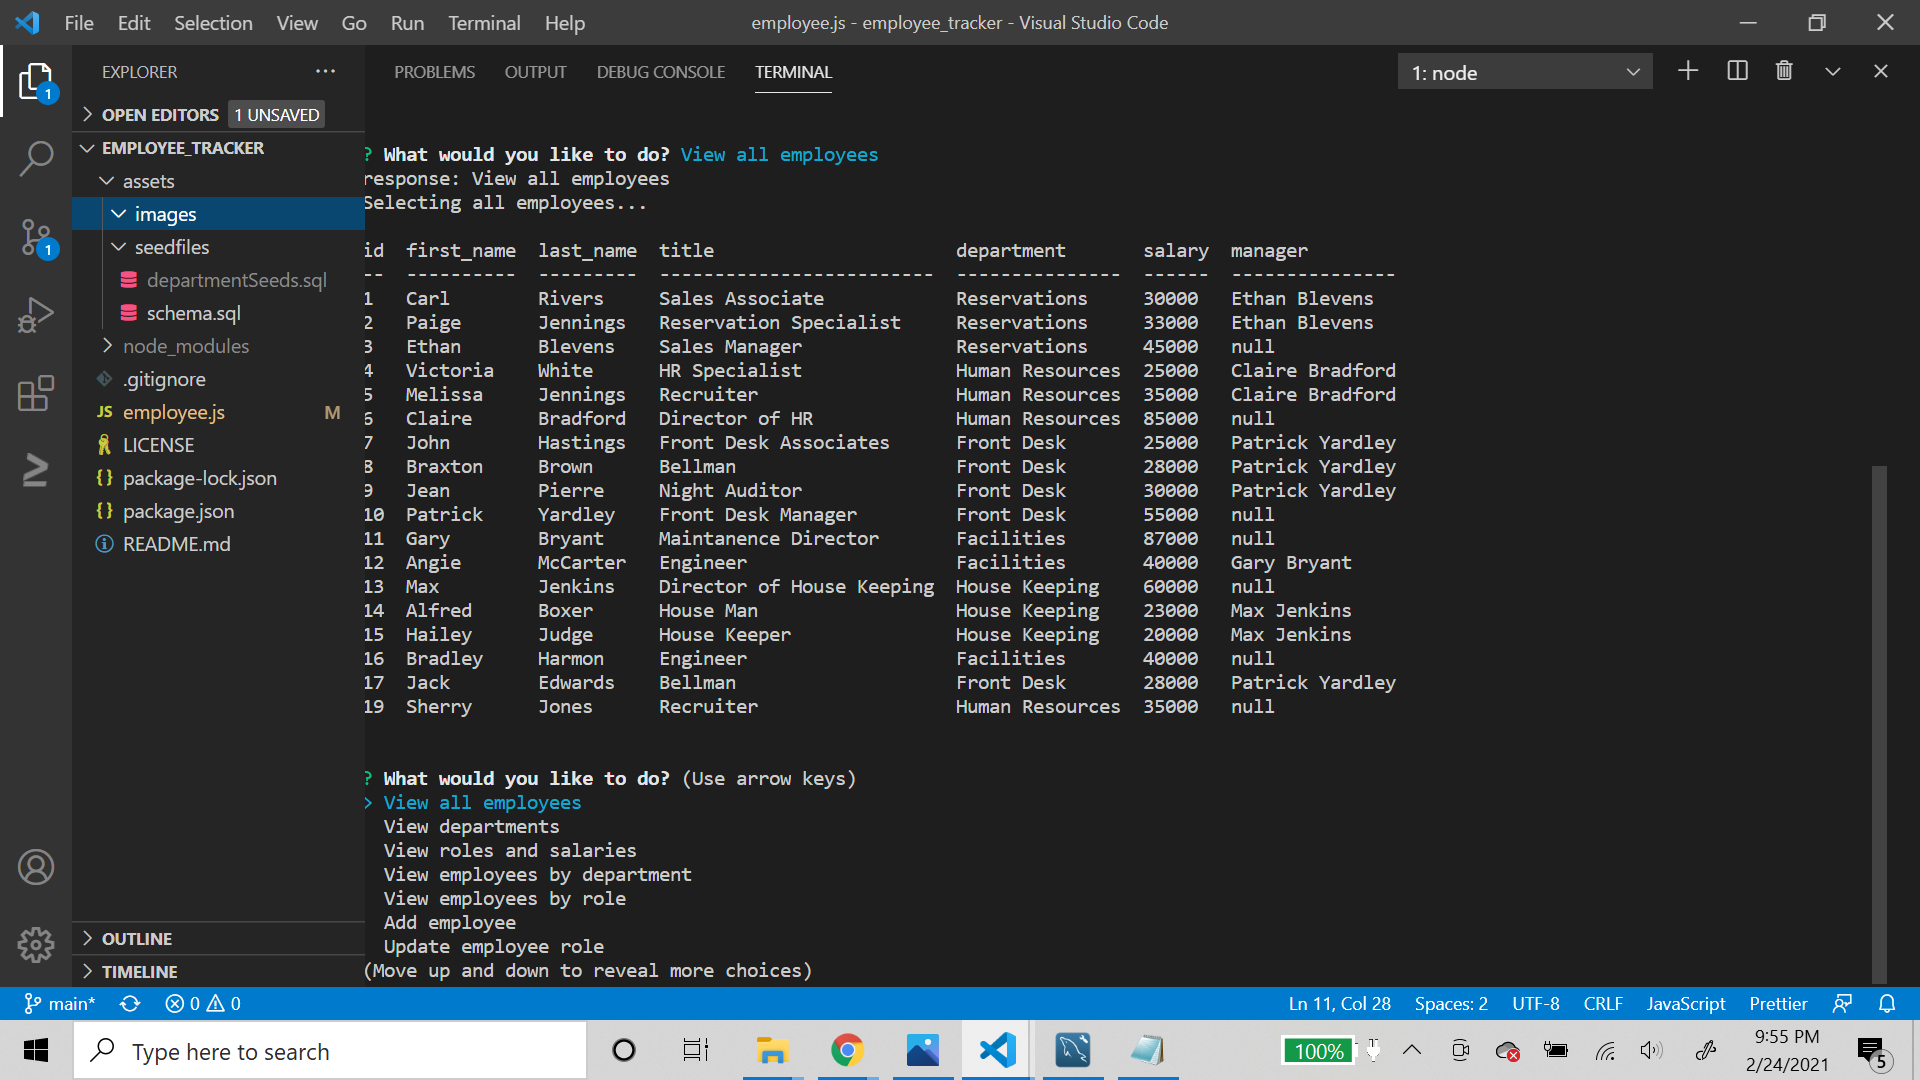 File Edit Selection View Go Run Terminal Help employee.js - employee_tracker - Visual Studio Code
EXPLORER ··· PROBLEMS OUTPUT DEBUG CONSOLE TERMINAL 1: node
1
OPEN EDITORS 1 UNSAVED
EMPLOYEE_TRACKER
assets
images
seedfiles
1
departmentSeeds.sql
schema.sql
node_modules
.gitignore
JS employee.js M
LICENSE
{} package-lock.json
{} package.json
README.md
OUTLINE
TIMELINE
? What would you like to do? View all employees
response: View all employees
Selecting all employees...
id first_name last_name title department salary manager
-- ---------- --------- ------------------------- --------------- ------ ---------------
1 Carl Rivers Sales Associate Reservations 30000 Ethan Blevens
2 Paige Jennings Reservation Specialist Reservations 33000 Ethan Blevens
3 Ethan Blevens Sales Manager Reservations 45000 null
4 Victoria White HR Specialist Human Resources 25000 Claire Bradford
5 Melissa Jennings Recruiter Human Resources 35000 Claire Bradford
6 Claire Bradford Director of HR Human Resources 85000 null
7 John Hastings Front Desk Associates Front Desk 25000 Patrick Yardley
8 Braxton Brown Bellman Front Desk 28000 Patrick Yardley
9 Jean Pierre Night Auditor Front Desk 30000 Patrick Yardley
10 Patrick Yardley Front Desk Manager Front Desk 55000 null
11 Gary Bryant Maintanence Director Facilities 87000 null
12 Angie McCarter Engineer Facilities 40000 Gary Bryant
13 Max Jenkins Director of House Keeping House Keeping 60000 null
14 Alfred Boxer House Man House Keeping 23000 Max Jenkins
15 Hailey Judge House Keeper House Keeping 20000 Max Jenkins
16 Bradley Harmon Engineer Facilities 40000 null
17 Jack Edwards Bellman Front Desk 28000 Patrick Yardley
19 Sherry Jones Recruiter Human Resources 35000 null
? What would you like to do? (Use arrow keys)
> View all employees
View departments
View roles and salaries
View employees by department
View employees by role
Add employee
Update employee role
(Move up and down to reveal more choices)
main* 0 0 Ln 11, Col 28 Spaces: 2 UTF-8 CRLF JavaScript Prettier
Type here to search 100% 9:55 PM
2/24/2021 5